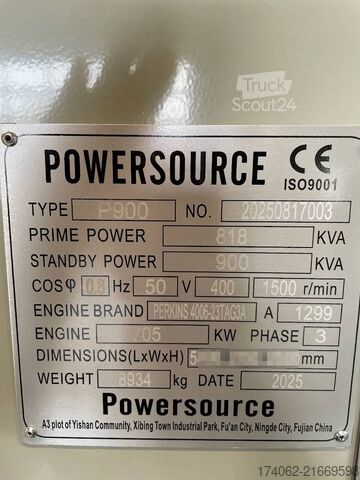 Truck
Scout24
POWERSOURCE CE
ISO9001
TYPE P900 NO. 20250817003
PRIME POWER 818 KVA
STANDBY POWER 900 KVA
COSφ 0.8 Hz 50 V 400 1500 r/min
ENGINE BRAND PERKINS 4006-23TAG3A A 1299
ENGINE 705 KW PHASE 3
DIMENSIONS(LxWxH) 5 mm
WEIGHT 8934 kg DATE 2025
Powersource
A3 plot of Yishan Community, Xibing Town Industrial Park, Fu'an City, Ningde City, Fujian China
174062-21669598